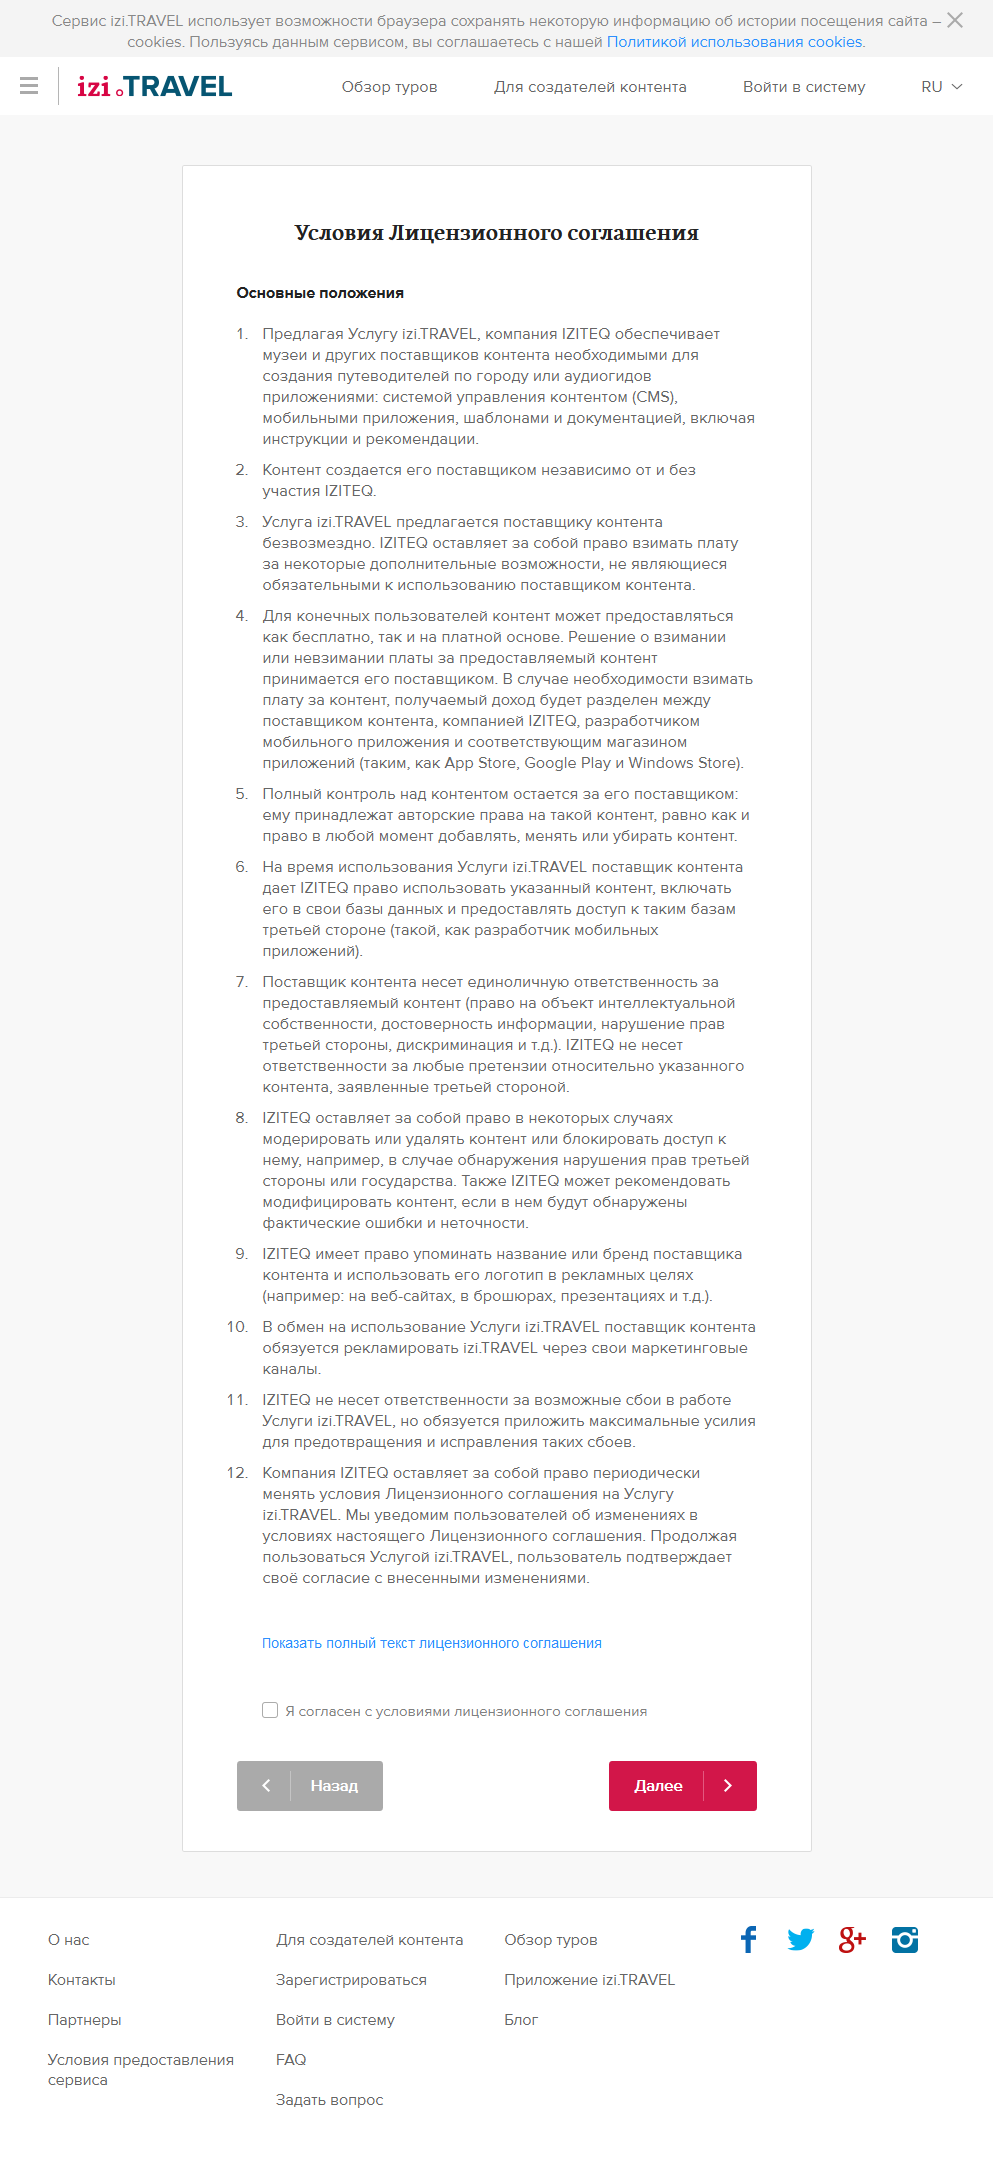 Сервис izi.TRAVEL использует возможности браузера сохранять некоторую информацию об истории посещения сайта –
cookies. Пользуясь данным сервисом, вы соглашаетесь с нашей Политикой использования cookies.
izi.TRAVEL
Обзор туров
Для создателей контента
Войти в систему
RU
Условия Лицензионного соглашения
Основные положения
1. Предлагая Услугу izi.TRAVEL, компания IZITEQ обеспечивает
музеи и других поставщиков контента необходимыми для
создания путеводителей по городу или аудиогидов
приложениями: системой управления контентом (CMS),
мобильными приложения, шаблонами и документацией, включая
инструкции и рекомендации.
2. Контент создается его поставщиком независимо от и без
участия IZITEQ.
3. Услуга izi.TRAVEL предлагается поставщику контента
безвозмездно. IZITEQ оставляет за собой право взимать плату
за некоторые дополнительные возможности, не являющиеся
обязательными к использованию поставщиком контента.
4. Для конечных пользователей контент может предоставляться
как бесплатно, так и на платной основе. Решение о взимании
или невзимании платы за предоставляемый контент
принимается его поставщиком. В случае необходимости взимать
плату за контент, получаемый доход будет разделен между
поставщиком контента, компанией IZITEQ, разработчиком
мобильного приложения и соответствующим магазином
приложений (таким, как App Store, Google Play и Windows Store).
5. Полный контроль над контентом остается за его поставщиком:
ему принадлежат авторские права на такой контент, равно как и
право в любой момент добавлять, менять или убирать контент.
6. На время использования Услуги izi.TRAVEL поставщик контента
дает IZITEQ право использовать указанный контент, включать
его в свои базы данных и предоставлять доступ к таким базам
третьей стороне (такой, как разработчик мобильных
приложений).
7. Поставщик контента несет единоличную ответственность за
предоставляемый контент (право на объект интеллектуальной
собственности, достоверность информации, нарушение прав
третьей стороны, дискриминация и т.д.). IZITEQ не несет
ответственности за любые претензии относительно указанного
контента, заявленные третьей стороной.
8. IZITEQ оставляет за собой право в некоторых случаях
модерировать или удалять контент или блокировать доступ к
нему, например, в случае обнаружения нарушения прав третьей
стороны или государства. Также IZITEQ может рекомендовать
модифицировать контент, если в нем будут обнаружены
фактические ошибки и неточности.
9. IZITEQ имеет право упоминать название или бренд поставщика
контента и использовать его логотип в рекламных целях
(например: на веб-сайтах, в брошюрах, презентациях и т.д.).
10. В обмен на использование Услуги izi.TRAVEL поставщик контента
обязуется рекламировать izi.TRAVEL через свои маркетинговые
каналы.
11. IZITEQ не несет ответственности за возможные сбои в работе
Услуги izi.TRAVEL, но обязуется приложить максимальные усилия
для предотвращения и исправления таких сбоев.
12. Компания IZITEQ оставляет за собой право периодически
менять условия Лицензионного соглашения на Услугу
izi.TRAVEL. Мы уведомим пользователей об изменениях в
условиях настоящего Лицензионного соглашения. Продолжая
пользоваться Услугой izi.TRAVEL, пользователь подтверждает
своё согласие с внесенными изменениями.
Показать полный текст лицензионного соглашения
Я согласен с условиями лицензионного соглашения
Назад
Далее
О нас
Контакты
Партнеры
Условия предоставления
сервиса
Для создателей контента
Зарегистрироваться
Войти в систему
FAQ
Задать вопрос
Обзор туров
Приложение izi.TRAVEL
Блог